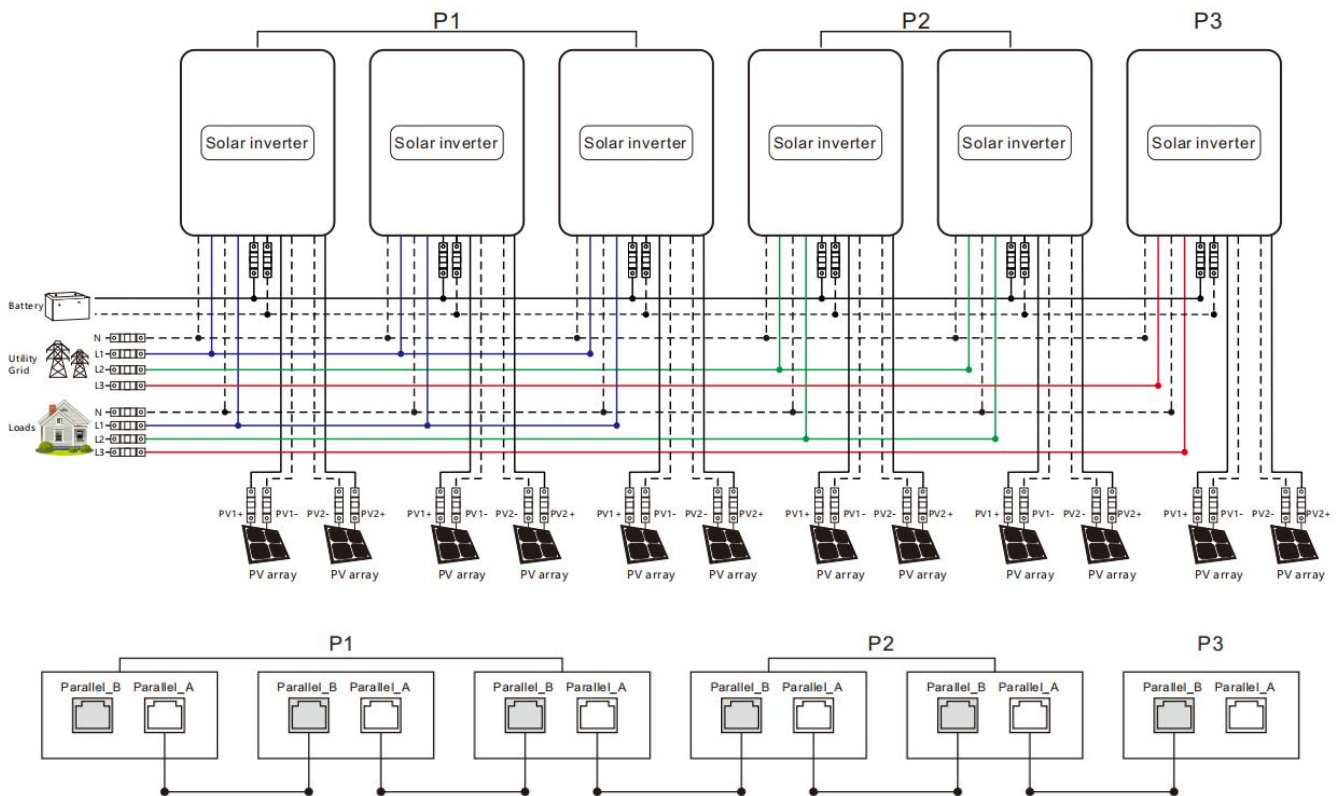 P1 P2 P3
Solar inverter Solar inverter Solar inverter Solar inverter Solar inverter Solar inverter
Battery
N
L1
Utility
Grid
L2
L3
N
Loads
L1
L2
L3
PV1+ PV1- PV2- PV2+ PV1+ PV1- PV2- PV2+ PV1+ PV1- PV2- PV2+ PV1+ PV1- PV2- PV2+ PV1+ PV1- PV2- PV2+ PV1+ PV1- PV2- PV2+
PV array PV array PV array PV array PV array PV array PV array PV array PV array PV array PV array PV array
P1 P2 P3
Parallel_B Parallel_A Parallel_B Parallel_A Parallel_B Parallel_A Parallel_B Parallel_A Parallel_B Parallel_A Parallel_B Parallel_A